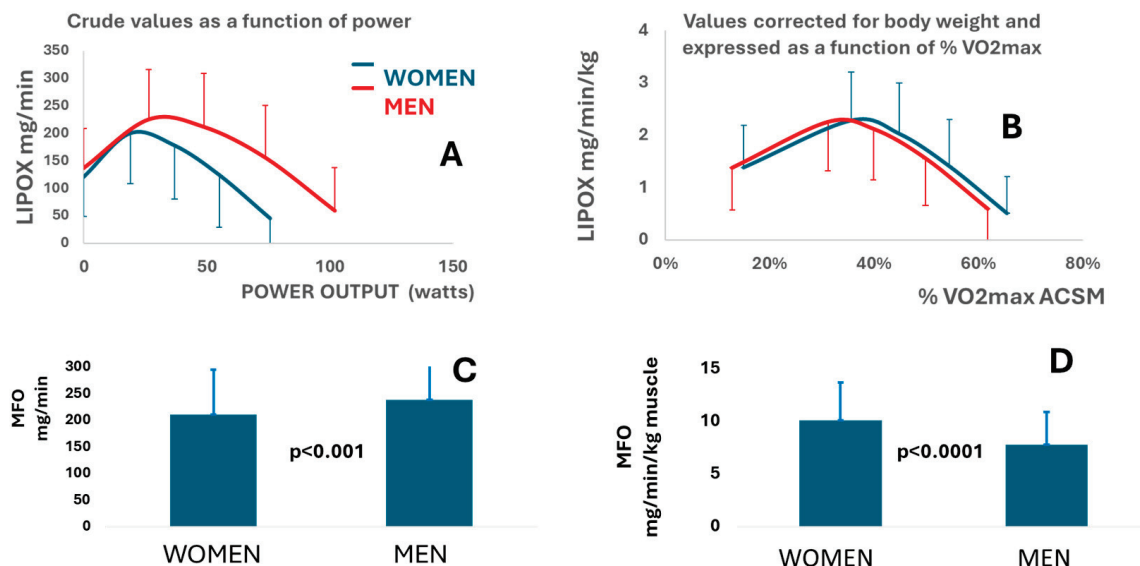 Crude values as a function of power
LIPOX mg/min
350
300
250
200
150
100
50
0
WOMEN
MEN
A
0
50
100
150
POWER OUTPUT (watts)
Values corrected for body weight and
expressed as a function of % VO2max
LIPOX mg/min/kg
4
3
2
1
0
B
0%
20%
40%
60%
80%
% VO2max ACSM
MFO
mg/min
300
250
200
150
100
50
0
C
p<0.001
WOMEN
MEN
MFO
mg/min/kg muscle
15
10
5
0
D
p<0.0001
WOMEN
MEN